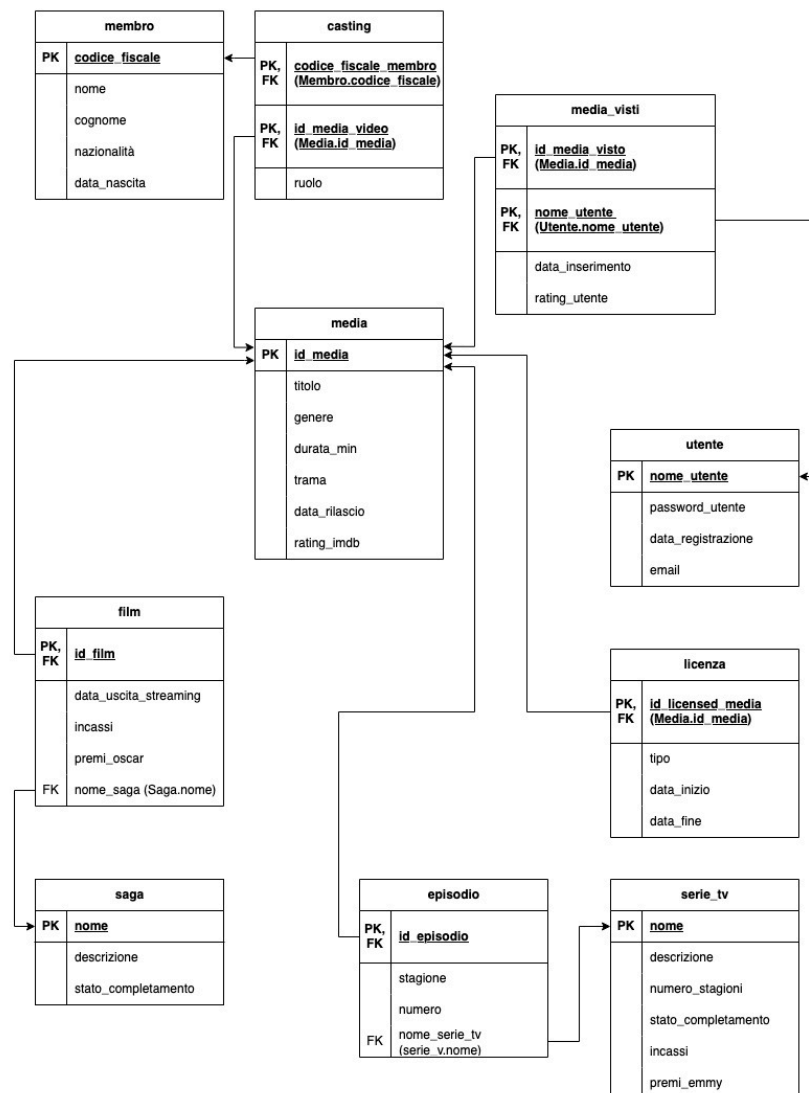 membro
PK codice_fiscale
nome
cognome
nazionalità
data_nascita
casting
PK, FK codice_fiscale_membro
(Membro.codice_fiscale)
PK, FK id_media_video
(Media.id_media)
ruolo
media_visti
PK, FK id_media_visto
(Media.id_media)
PK, FK nome_utente
(Utente.nome_utente)
data_inserimento
rating_utente
media
PK id_media
titolo
genere
durata_min
trama
data_rilascio
rating_imdb
utente
PK nome_utente
password_utente
data_registrazione
email
film
PK, FK id_film
data_uscita_streaming
incassi
premi_oscar
FK nome_saga (Saga.nome)
licenza
PK, FK id_licensed_media
(Media.id_media)
tipo
data_inizio
data_fine
saga
PK nome
descrizione
stato_completamento
episodio
PK, FK id_episodio
stagione
numero
FK nome_serie_tv
(serie_v.nome)
serie_tv
PK nome
descrizione
numero_stagioni
stato_completamento
incassi
premi_emmy